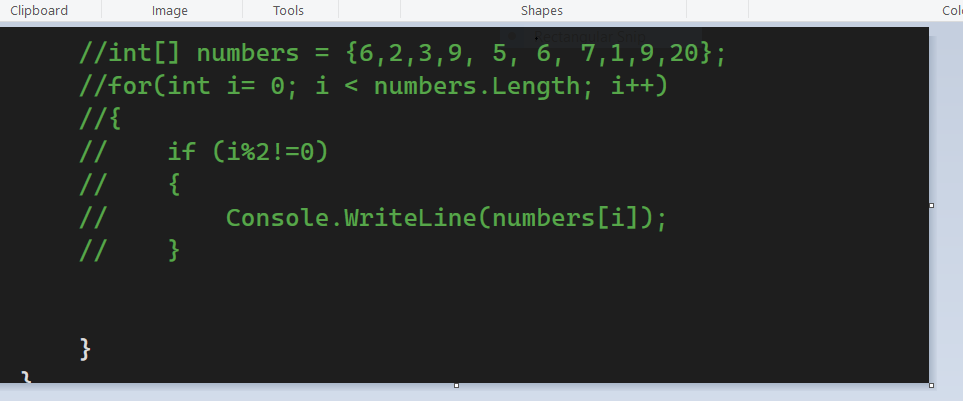 Clipboard Image Tools Shapes Col
//int[] numbers = {6,2,3,9, 5, 6, 7,1,9,20};
//for(int i= 0; i < numbers.Length; i++)
//{
//    if (i%2!=0)
//    {
//        Console.WriteLine(numbers[i]);
//    }
}
}